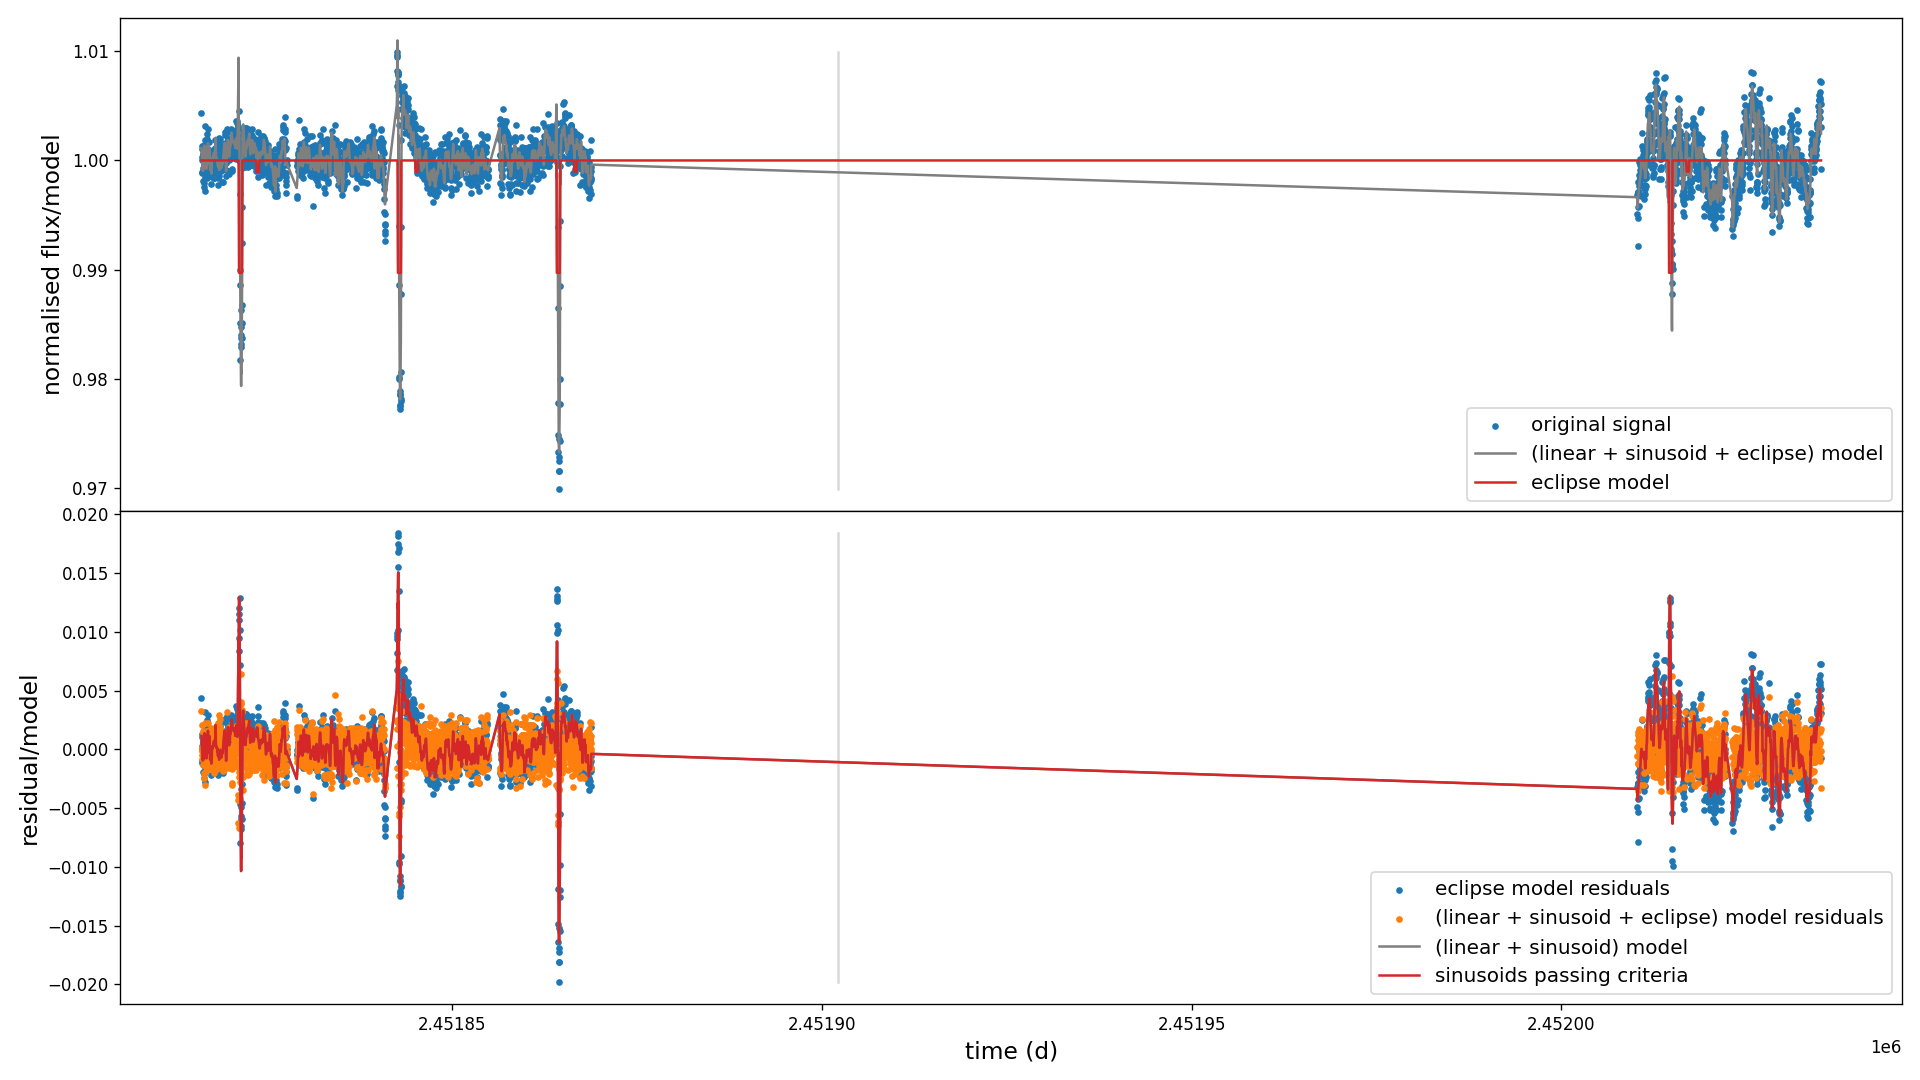 1.01
1.00
0.99
0.98
0.97
normalised flux/model
original signal
(linear + sinusoid + eclipse) model
eclipse model
0.020
0.015
0.010
0.005
0.000
−0.005
−0.010
−0.015
−0.020
residual/model
eclipse model residuals
(linear + sinusoid + eclipse) model residuals
(linear + sinusoid) model
sinusoids passing criteria
2.45185
2.45190
2.45195
2.45200
1e6
time (d)